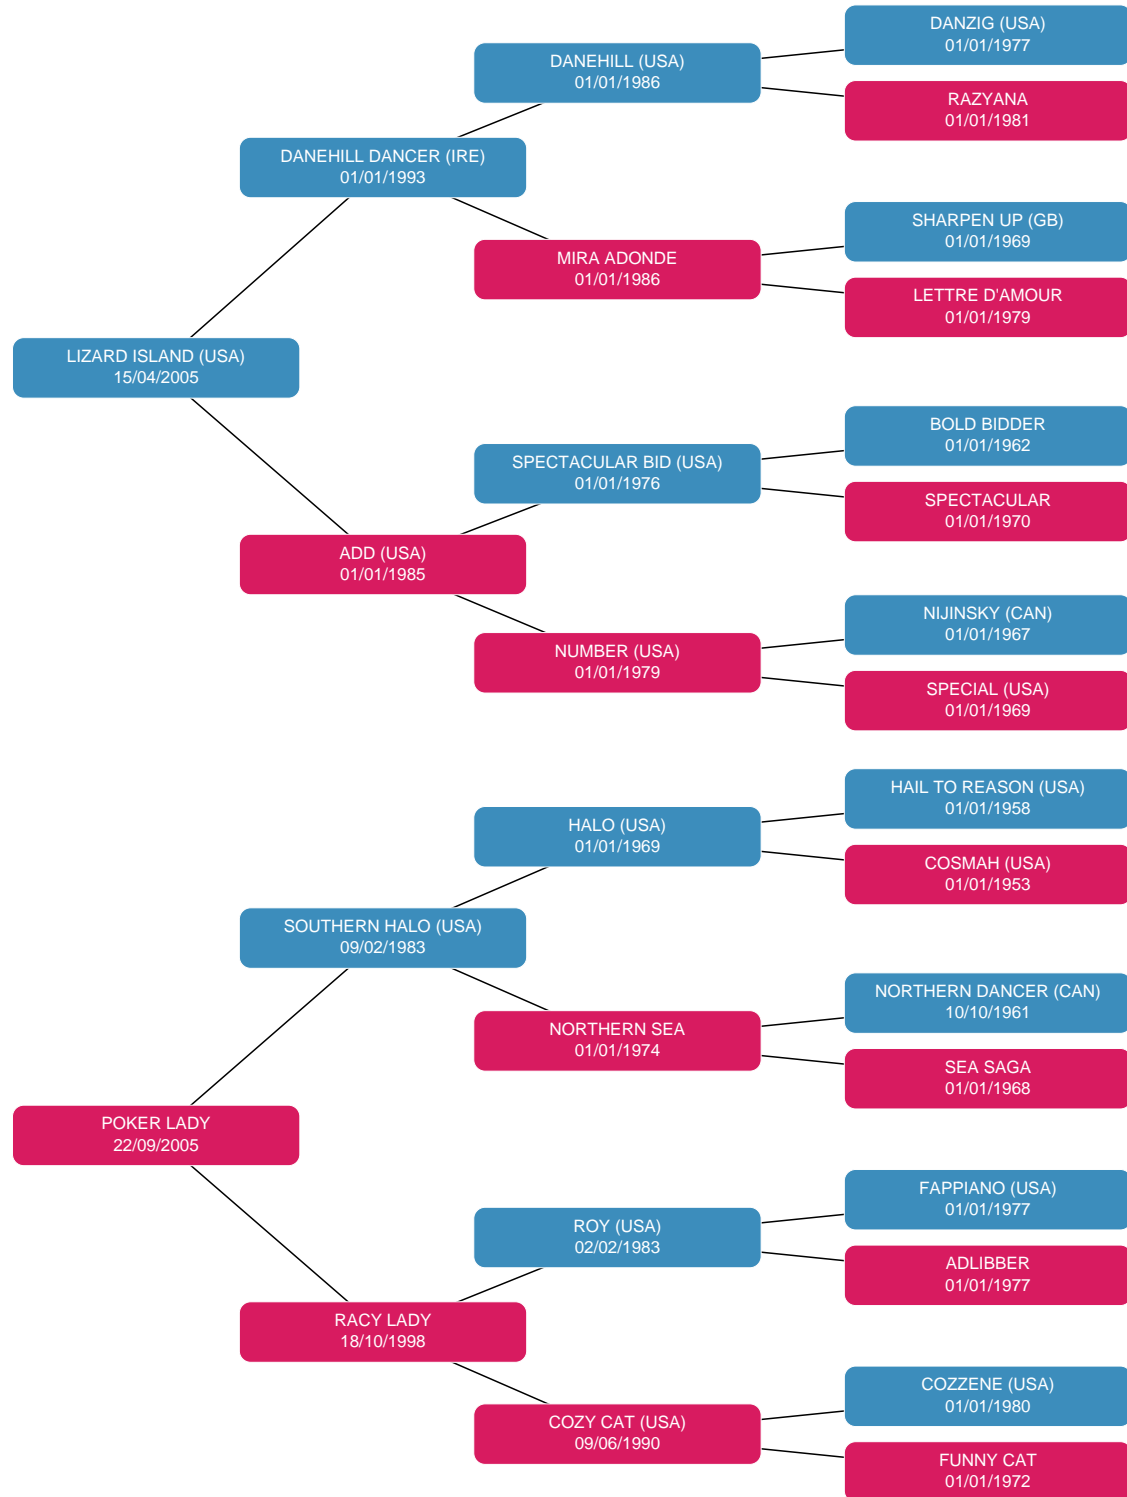 DANZIG (USA)
01/01/1977
DANEHILL (USA)
01/01/1986
RAZYANA
01/01/1981
DANEHILL DANCER (IRE)
01/01/1993
SHARPEN UP (GB)
01/01/1969
MIRA ADONDE
01/01/1986
LETTRE D'AMOUR
01/01/1979
LIZARD ISLAND (USA)
15/04/2005
BOLD BIDDER
01/01/1962
SPECTACULAR BID (USA)
01/01/1976
SPECTACULAR
01/01/1970
ADD (USA)
01/01/1985
NIJINSKY (CAN)
01/01/1967
NUMBER (USA)
01/01/1979
SPECIAL (USA)
01/01/1969
HAIL TO REASON (USA)
01/01/1958
HALO (USA)
01/01/1969
COSMAH (USA)
01/01/1953
SOUTHERN HALO (USA)
09/02/1983
NORTHERN DANCER (CAN)
10/10/1961
NORTHERN SEA
01/01/1974
SEA SAGA
01/01/1968
POKER LADY
22/09/2005
FAPPIANO (USA)
01/01/1977
ROY (USA)
02/02/1983
ADLIBBER
01/01/1977
RACY LADY
18/10/1998
COZZENE (USA)
01/01/1980
COZY CAT (USA)
09/06/1990
FUNNY CAT
01/01/1972